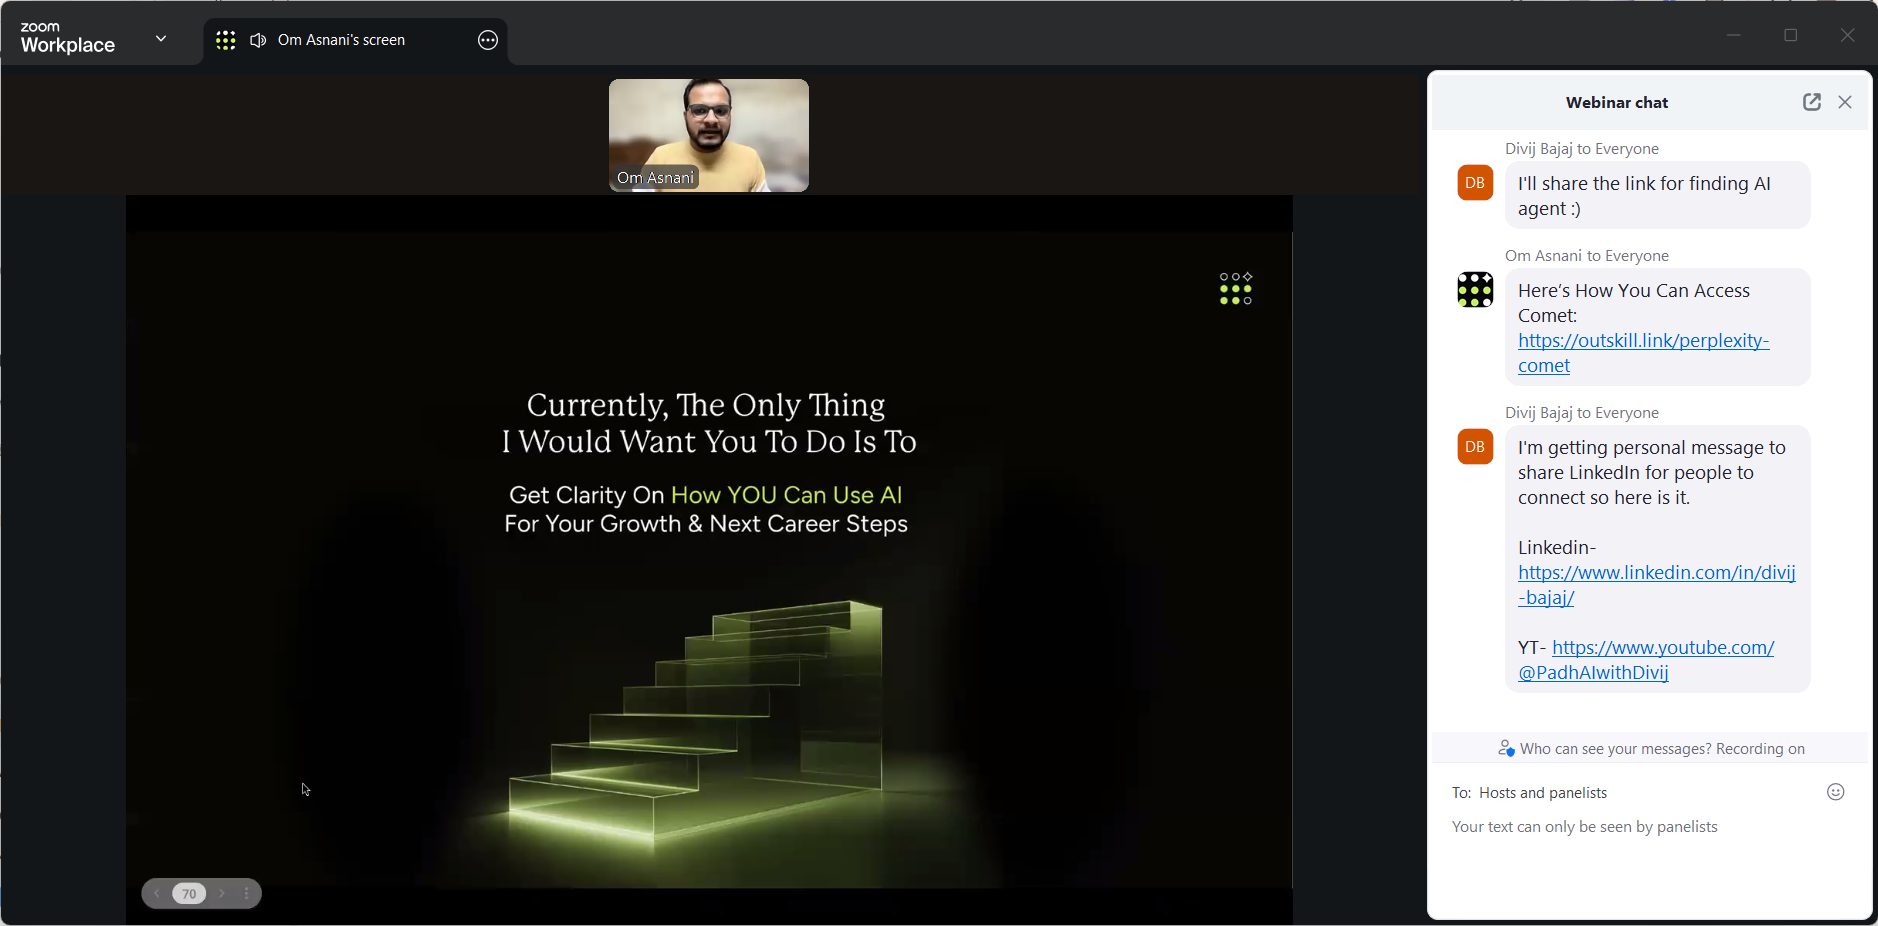 zoom
Workplace
Om Asnani's screen
Om Asnani
Currently, The Only Thing
I Would Want You To Do Is To
Get Clarity On How YOU Can Use AI
For Your Growth & Next Career Steps
70
Webinar chat
Divij Bajaj to Everyone
DB
I'll share the link for finding AI
agent :)
Om Asnani to Everyone
Here’s How You Can Access
Comet:
https://outskill.link/perplexity-
comet
Divij Bajaj to Everyone
DB
I'm getting personal message to
share LinkedIn for people to
connect so here is it.
Linkedin-
https://www.linkedin.com/in/divij
-bajaj/
YT- https://www.youtube.com/
@PadhAIwithDivij
Who can see your messages? Recording on
To: Hosts and panelists
Your text can only be seen by panelists